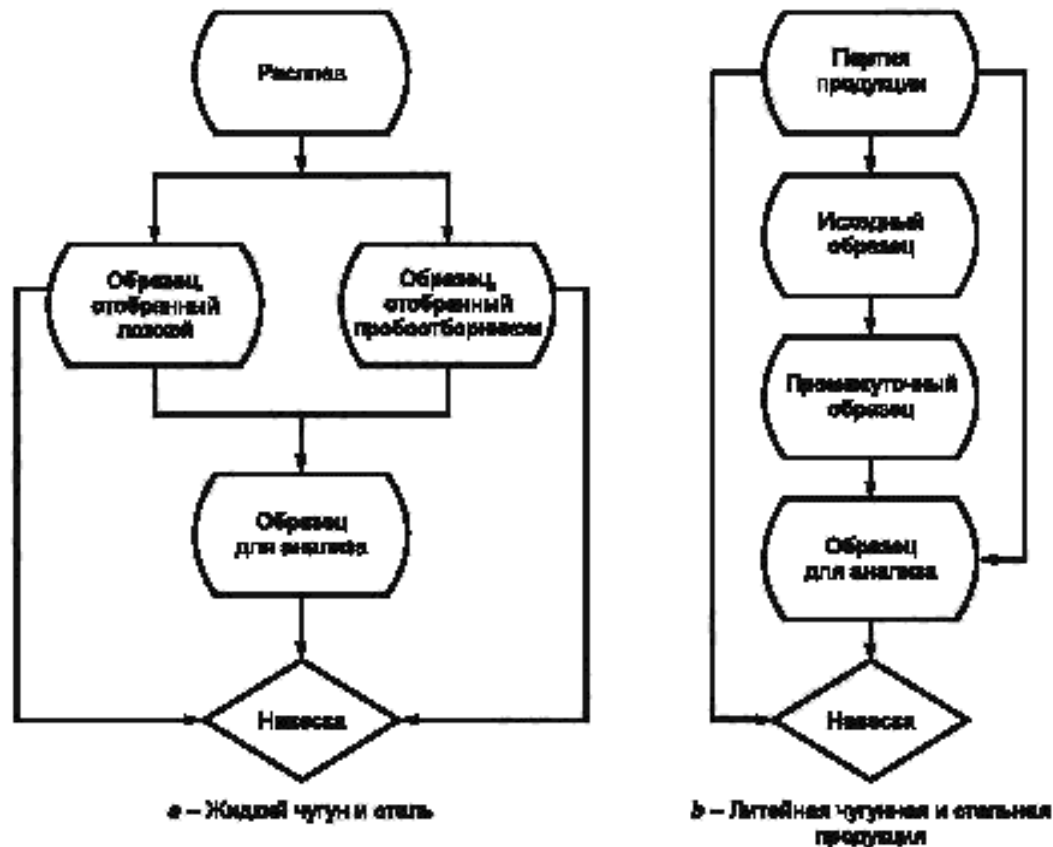 Расплав
Образец,
отобранный
ложкой
Образец,
отобранный
пробоотборником
Образец
для анализа
Навеска
a – Жидкий чугун и сталь
Партия
продукции
Исходный
образец
Промежуточный
образец
Образец
для анализа
Навеска
b – Литейная чугунная и стальная
продукция